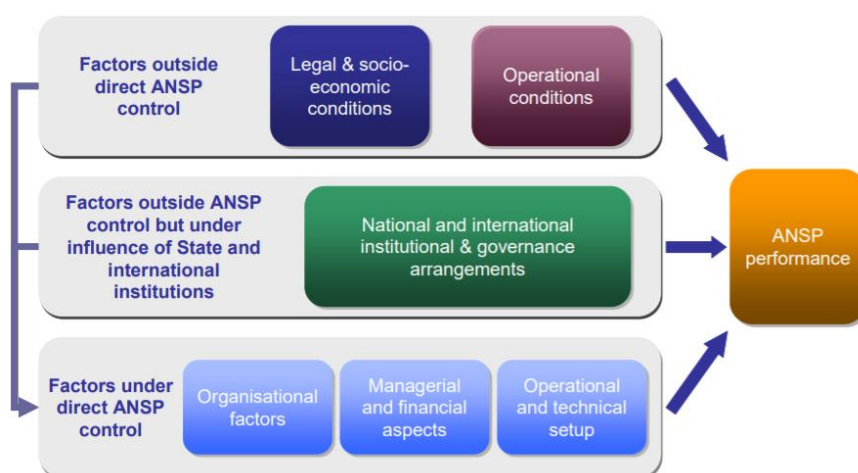 Factors outside
direct ANSP
control
Legal & socio-
economic
conditions
Operational
conditions
Factors outside ANSP
control but under
influence of State and
international
institutions
National and international
institutional & governance
arrangements
ANSP
performance
Factors under
direct ANSP
control
Organisational
factors
Managerial
and financial
aspects
Operational
and technical
setup